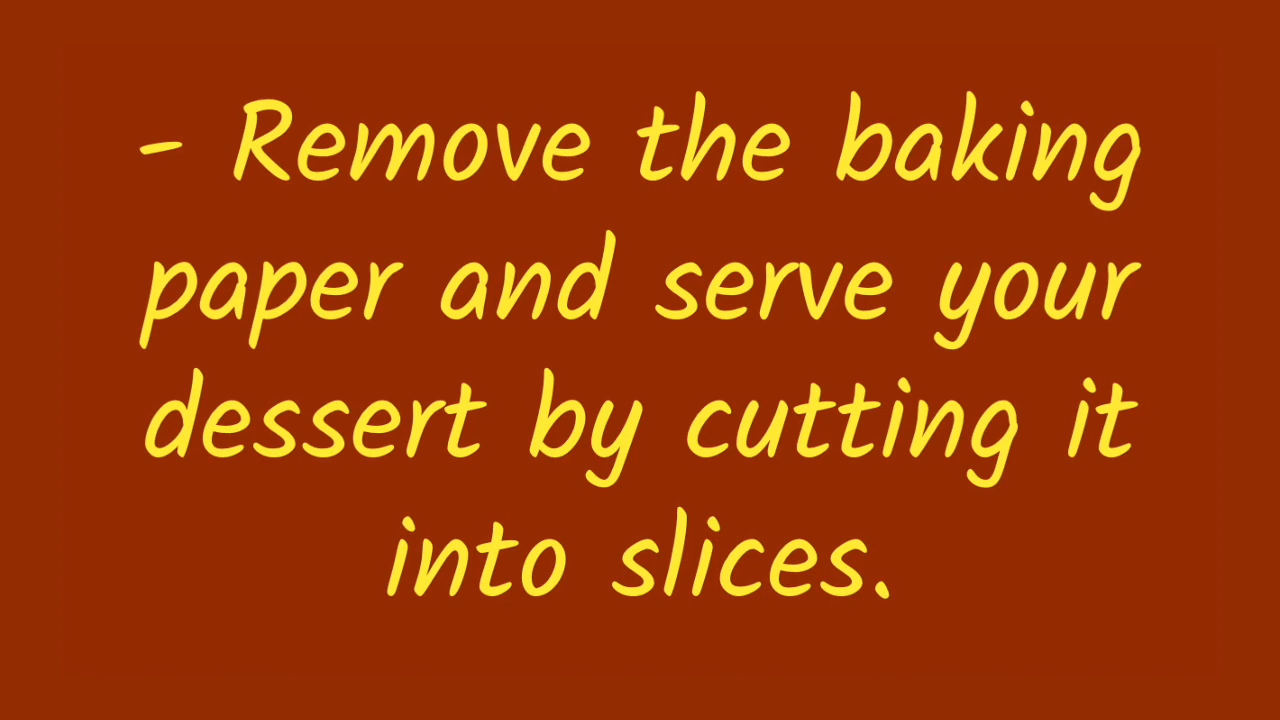 - Remove the baking
paper and serve your
dessert by cutting it
into slices.